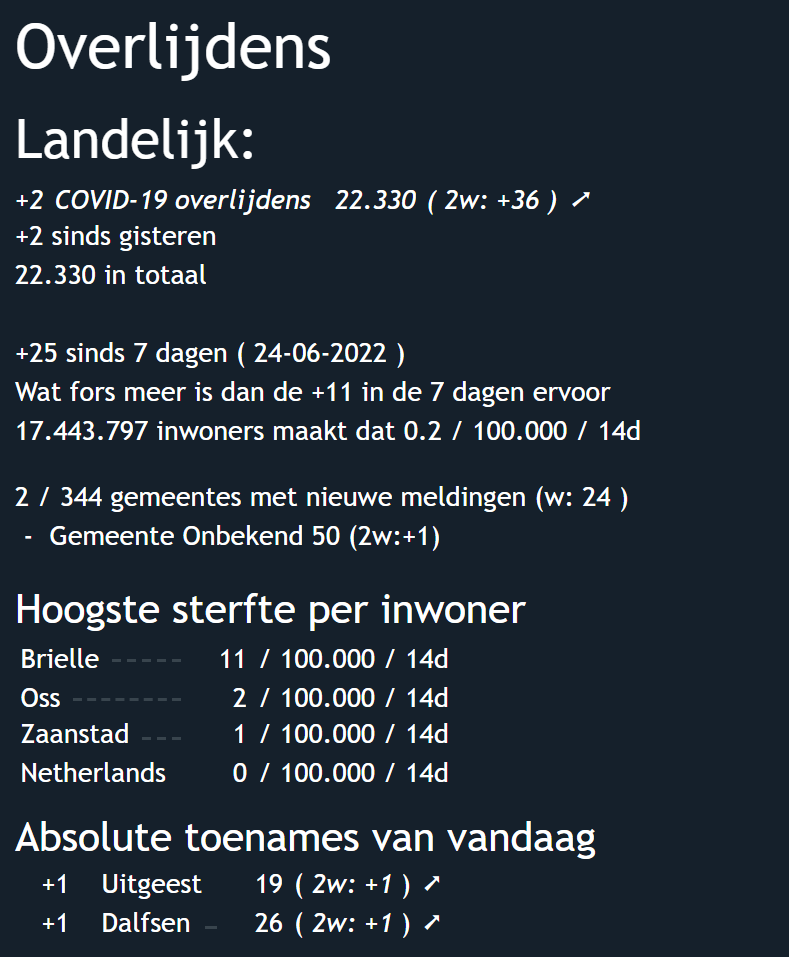 Overlijdens
Landelijk:
+2 COVID-19 overlijdens 22.330 ( 2w: +36 ) ➚
+2 sinds gisteren
22.330 in totaal
+25 sinds 7 dagen ( 24-06-2022 )
Wat fors meer is dan de +11 in de 7 dagen ervoor
17.443.797 inwoners maakt dat 0.2 / 100.000 / 14d
2 / 344 gemeentes met nieuwe meldingen (w: 24 )
- Gemeente Onbekend 50 (2w:+1)
Hoogste sterfte per inwoner
Brielle ----- 11 / 100.000 / 14d
Oss -------- 2 / 100.000 / 14d
Zaanstad --- 1 / 100.000 / 14d
Netherlands 0 / 100.000 / 14d
Absolute toenames van vandaag
+1 Uitgeest 19 ( 2w: +1 ) ➚
+1 Dalfsen - 26 ( 2w: +1 ) ➚